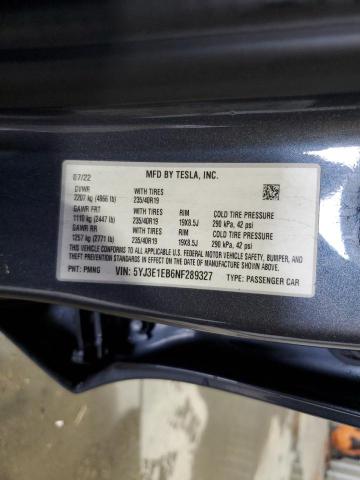 MFD BY TESLA, INC.
07/22
GVWR WITH TIRES
2207 kg (4866 lb) 235/40R19
GAWR FRT WITH TIRES RIM COLD TIRE PRESSURE
1110 kg (2447 lb) 235/40R19 19X8.5J 290 kPa, 42 psi
GAWR RR WITH TIRES RIM COLD TIRE PRESSURE
1257 kg (2771 lb) 235/40R19 19X8.5J 290 kPa, 42 psi
THIS VEHICLE CONFORMS TO ALL APPLICABLE U.S. FEDERAL MOTOR VEHICLE SAFETY, BUMPER, AND
THEFT PREVENTION STANDARDS IN EFFECT ON THE DATE OF MANUFACTURE SHOWN ABOVE.
PNT: PMNG VIN: 5YJ3E1EB6NF289327 TYPE: PASSENGER CAR